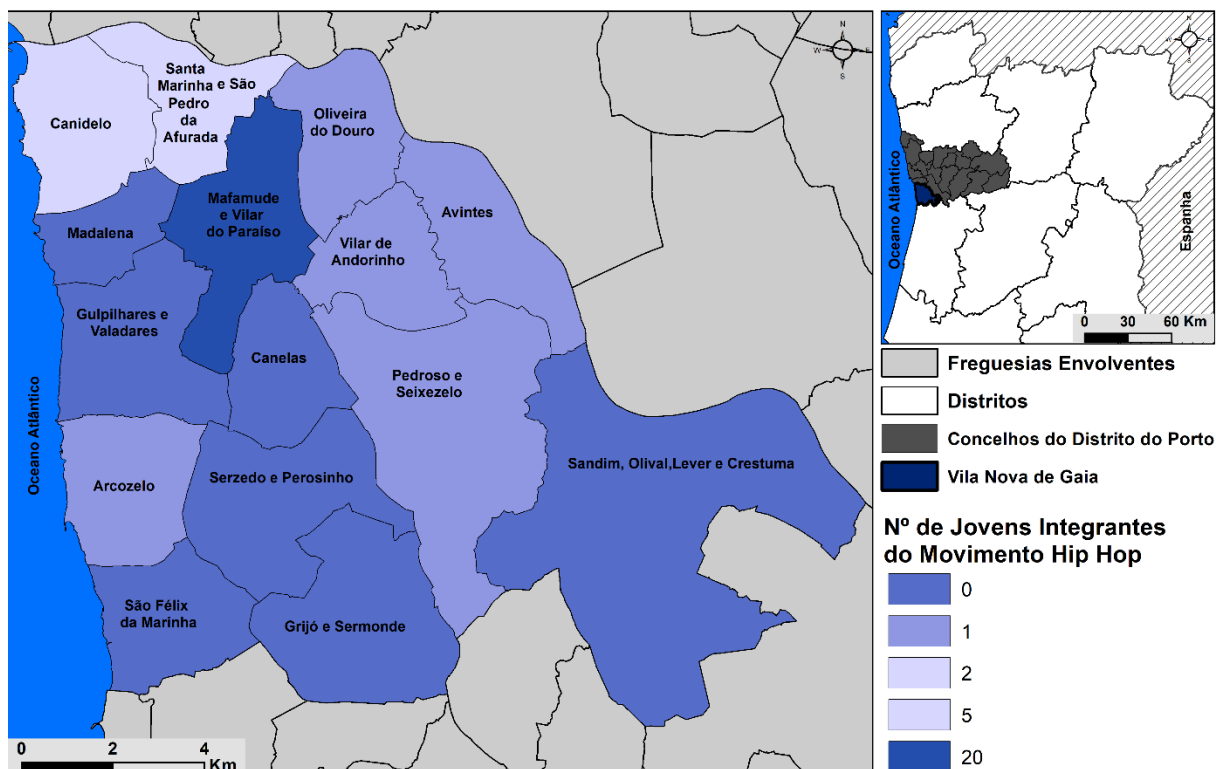 Santa
Marinha e São
Pedro
da
Afurada
Canidelo
Oliveira
do Douro
Mafamude
e Vilar
do Paraíso
Avintes
Madalena
Vilar de
Andorinho
Gulpilhares e
Valadares
Canelas
Pedroso e
Seixezelo
Oceano Atlântico
Arcozelo
Serzedo e Perosinho
Sandim, Olival,Lever e Crestuma
São Félix
da Marinha
Grijó e Sermonde
0 2 4
Km
N
W E
S
N
W E
S
Oceano Atlântico
Espanha
0 30 60 Km
Freguesias Envolventes
Distritos
Concelhos do Distrito do Porto
Vila Nova de Gaia
Nº de Jovens Integrantes
do Movimento Hip Hop
0
1
2
5
20